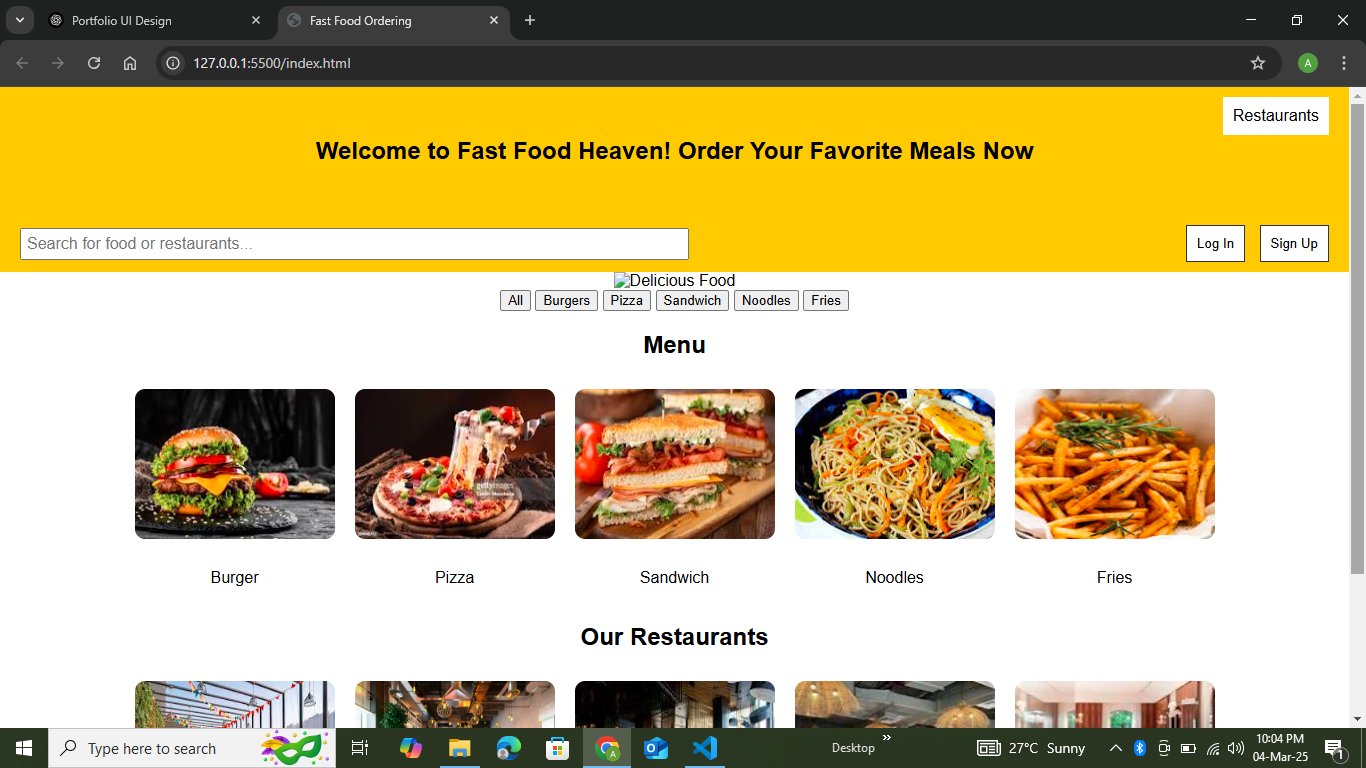 Portfolio UI Design
Fast Food Ordering
127.0.0.1:5500/index.html
A
Restaurants
Welcome to Fast Food Heaven! Order Your Favorite Meals Now
Search for food or restaurants...
Log In
Sign Up
Delicious Food
All Burgers Pizza Sandwich Noodles Fries
Menu
gettyimages
Burger Pizza Sandwich Noodles Fries
Our Restaurants
Type here to search
A
Desktop
27°C Sunny
10:04 PM
04-Mar-25
1